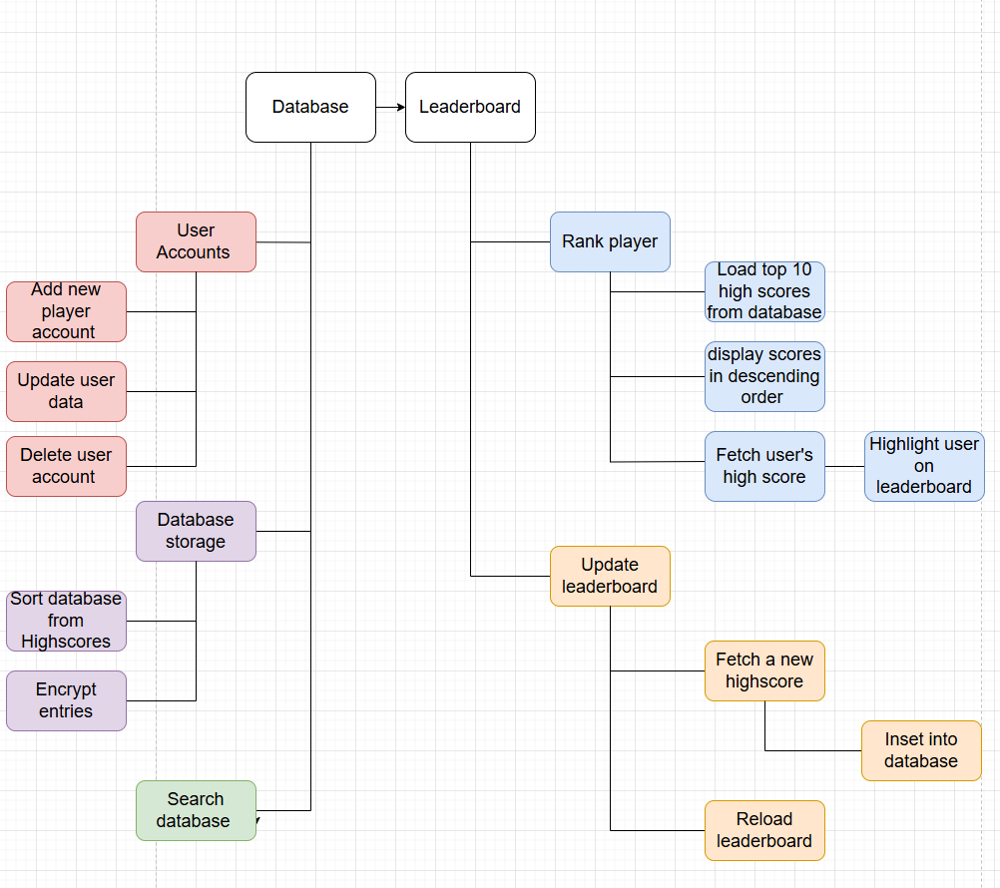 Database
Leaderboard
User
Accounts
Add new
player
account
Update user
data
Delete user
account
Database
storage
Sort database
from
Highscores
Encrypt
entries
Search
database
Rank player
Load top 10
high scores
from database
display scores
in descending
order
Fetch user's
high score
Highlight user
on
leaderboard
Update
leaderboard
Fetch a new
highscore
Inset into
database
Reload
leaderboard